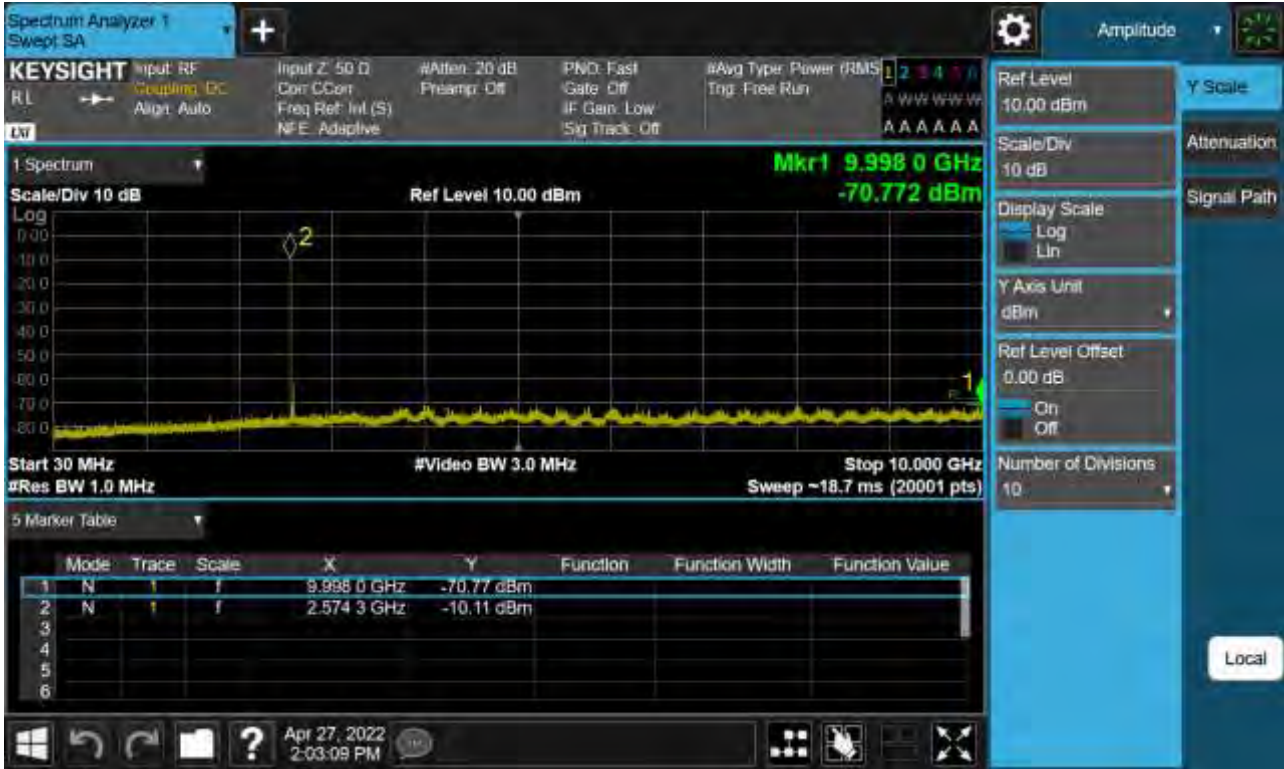 Spectrum Analyzer 1
Swept SA
Amplitude
KEYSIGHT
RL
Input: RF
Coupling: DC
Align: Auto
Input Z: 50 Ω
Corr CCorr
Freq Ref: Int (S)
NFE: Adaptive
#Atten: 20 dB
Preamp: Off
PNO: Fast
Gate: Off
IF Gain: Low
Sig Track: Off
#Avg Type: Power (RMS
Trig: Free Run
1 2 3 4 5 6
A W W W W W
A A A A A A
1 Spectrum
Mkr1 9.998 0 GHz
Scale/Div 10 dB
Ref Level 10.00 dBm
-70.772 dBm
Log
0.00
-10.0
-20.0
-30.0
-40.0
-50.0
-60.0
-70.0
-80.0
2
1
Start 30 MHz
#Video BW 3.0 MHz
Stop 10.000 GHz
#Res BW 1.0 MHz
Sweep ~18.7 ms (20001 pts)
5 Marker Table
Mode Trace Scale X Y Function Function Width Function Value
1 N 1 f 9.998 0 GHz -70.77 dBm
2 N 1 f 2.574 3 GHz -10.11 dBm
3
4
5
6
Ref Level
10.00 dBm
Scale/Div
10 dB
Display Scale
Log
Lin
Y Axis Unit
dBm
Ref Level Offset
0.00 dB
On
Off
Number of Divisions
10
Y Scale
Attenuation
Signal Path
Local
?
Apr 27, 2022
2:03:09 PM